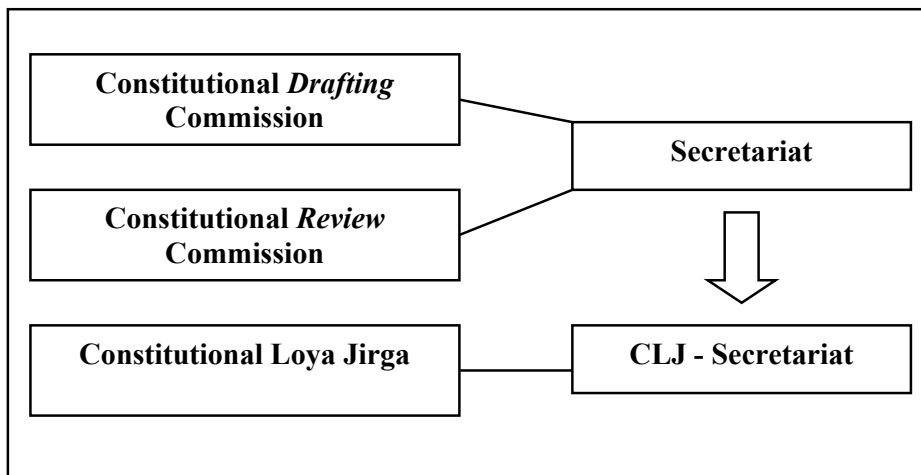 Constitutional Drafting
Commission
Secretariat
Constitutional Review
Commission
Constitutional Loya Jirga
CLJ - Secretariat